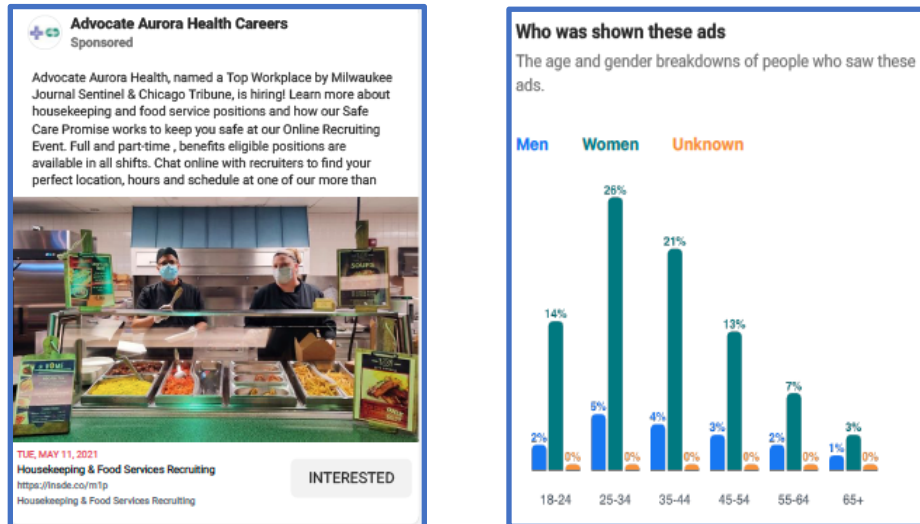 Advocate Aurora Health Careers
Sponsored
Advocate Aurora Health, named a Top Workplace by Milwaukee
Journal Sentinel & Chicago Tribune, is hiring! Learn more about
housekeeping and food service positions and how our Safe
Care Promise works to keep you safe at our Online Recruiting
Event. Full and part-time , benefits eligible positions are
available in all shifts. Chat online with recruiters to find your
perfect location, hours and schedule at one of our more than
TUE, MAY 11, 2021
Housekeeping & Food Services Recruiting
https://insde.co/m1p
Housekeeping & Food Services Recruiting
INTERESTED
Who was shown these ads
The age and gender breakdowns of people who saw these
ads.
Men Women Unknown
26%
21%
14%
13%
7%
5%
4%
3%
3%
2%
2%
1%
0% 0% 0% 0% 0% 0%
18-24 25-34 35-44 45-54 55-64 65+